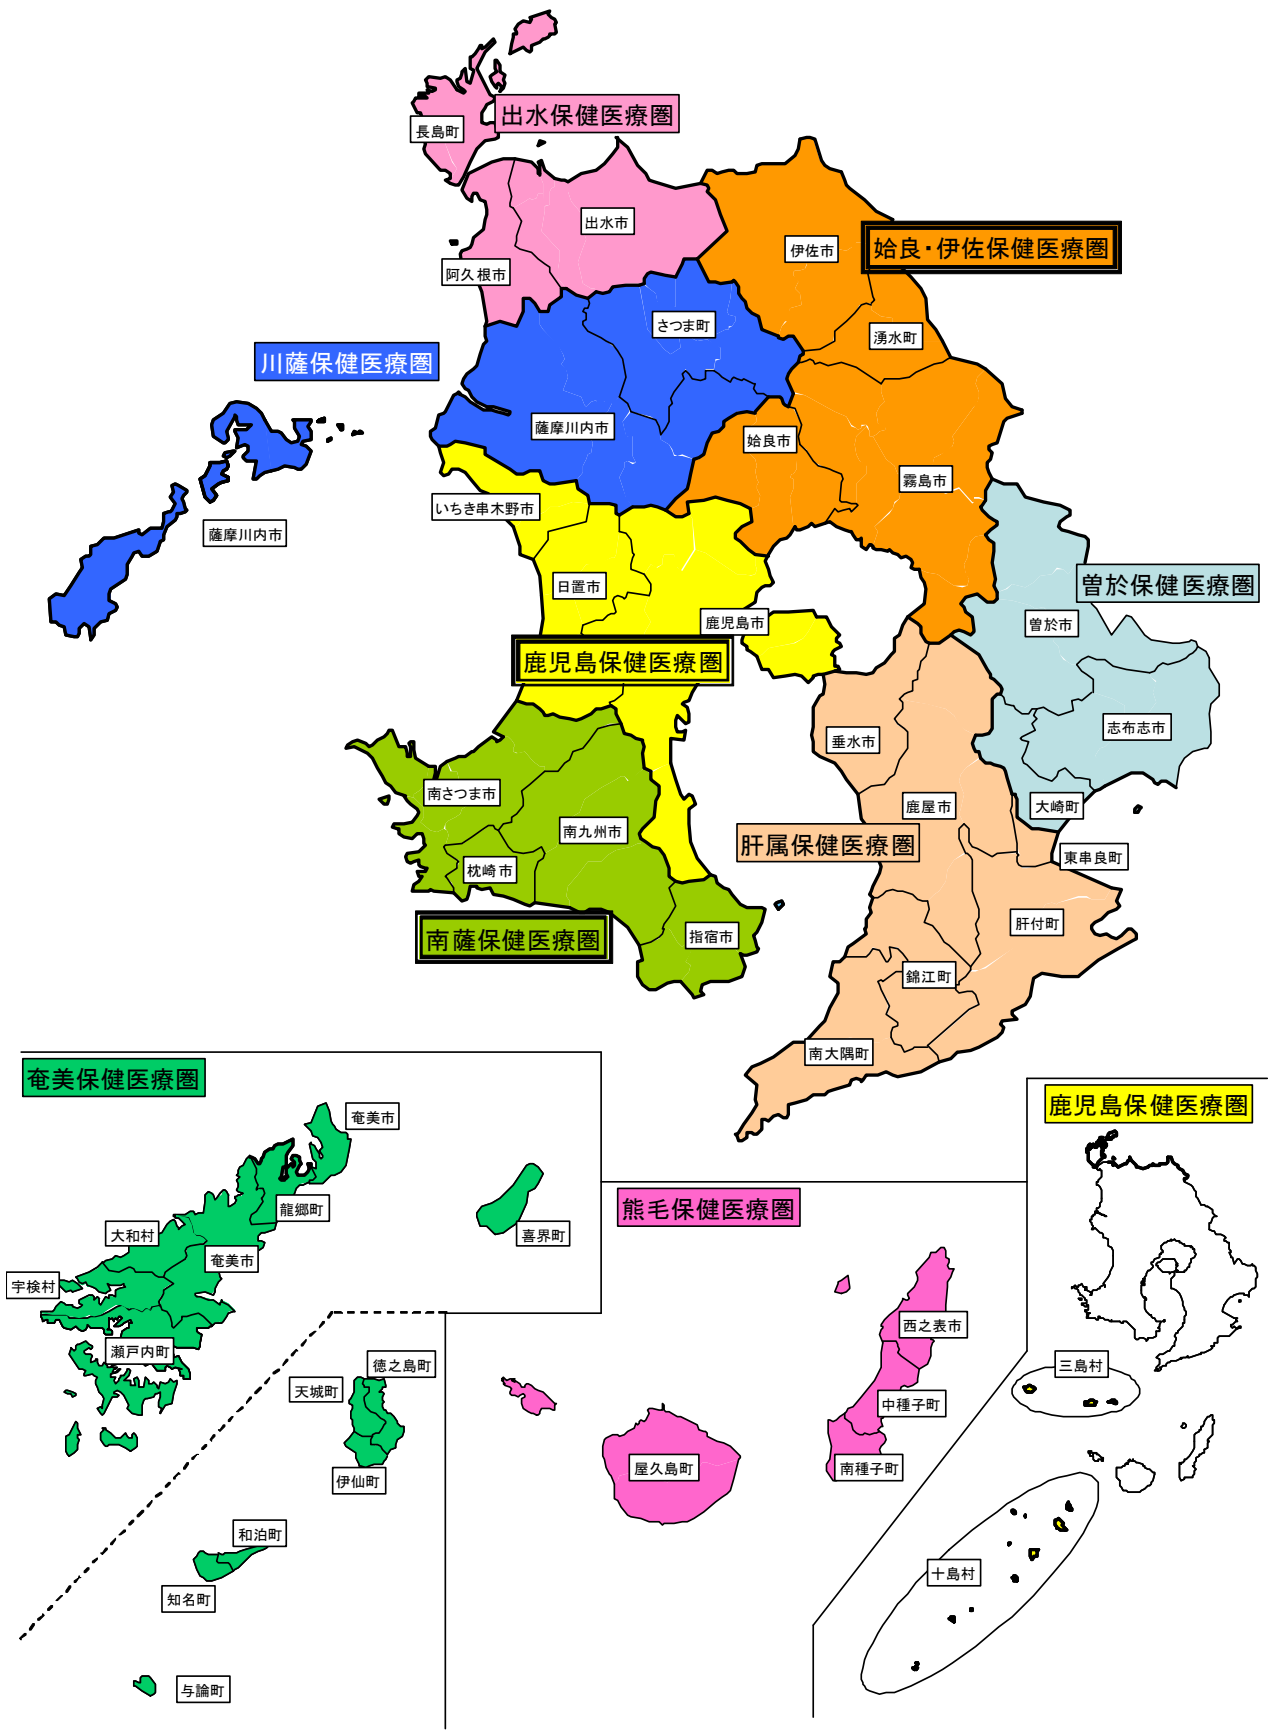 長島町
出水保健医療圏
出水市
阿久根市
伊佐市
姶良・伊佐保健医療圏
さつま町
湧水町
川薩保健医療圏
薩摩川内市
姶良市
霧島市
いちき串木野市
薩摩川内市
日置市
曽於保健医療圏
鹿児島市
曽於市
鹿児島保健医療圏
垂水市
志布志市
南さつま市
鹿屋市
大崎町
南九州市
肝属保健医療圏
東串良町
枕崎市
南薩保健医療圏
指宿市
肝付町
錦江町
南大隅町
奄美保健医療圏
鹿児島保健医療圏
奄美市
龍郷町
熊毛保健医療圏
喜界町
大和村
奄美市
宇検村
西之表市
瀬戸内町
徳之島町
三島村
天城町
中種子町
屋久島町
南種子町
伊仙町
和泊町
十島村
知名町
与論町